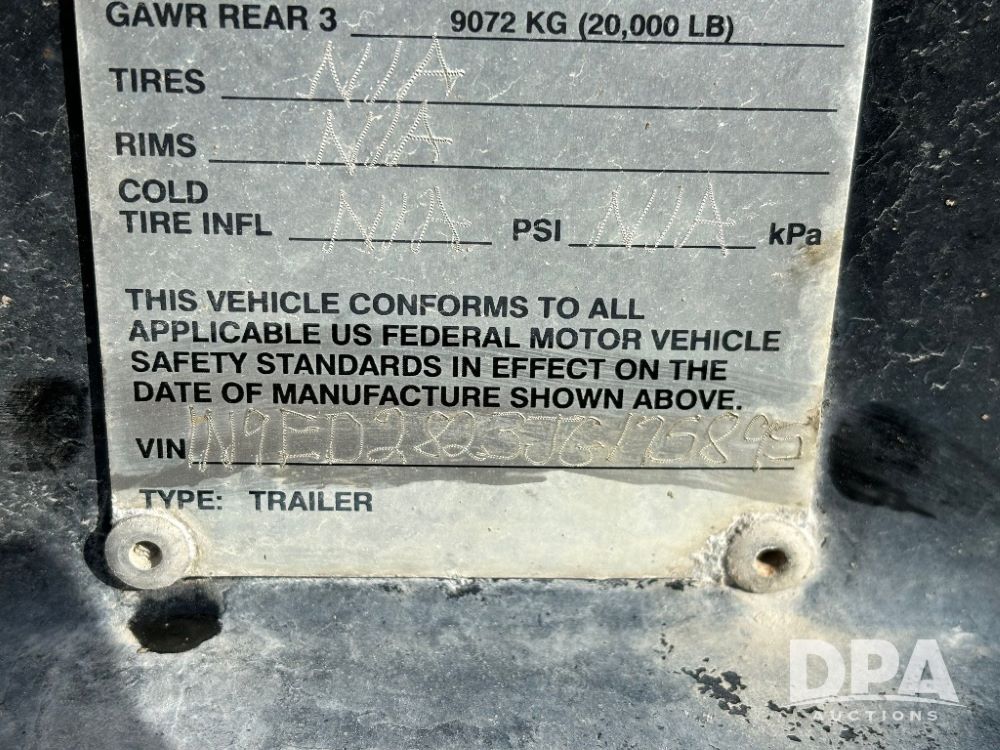 GAWR REAR 3 9072 KG (20,000 LB)
TIRES N/A
RIMS N/A
COLD
TIRE INFL N/A PSI N/A kPa
THIS VEHICLE CONFORMS TO ALL
APPLICABLE US FEDERAL MOTOR VEHICLE
SAFETY STANDARDS IN EFFECT ON THE
DATE OF MANUFACTURE SHOWN ABOVE.
VIN 1N9ED2823JG175895
TYPE: TRAILER
DPA
AUCTIONS